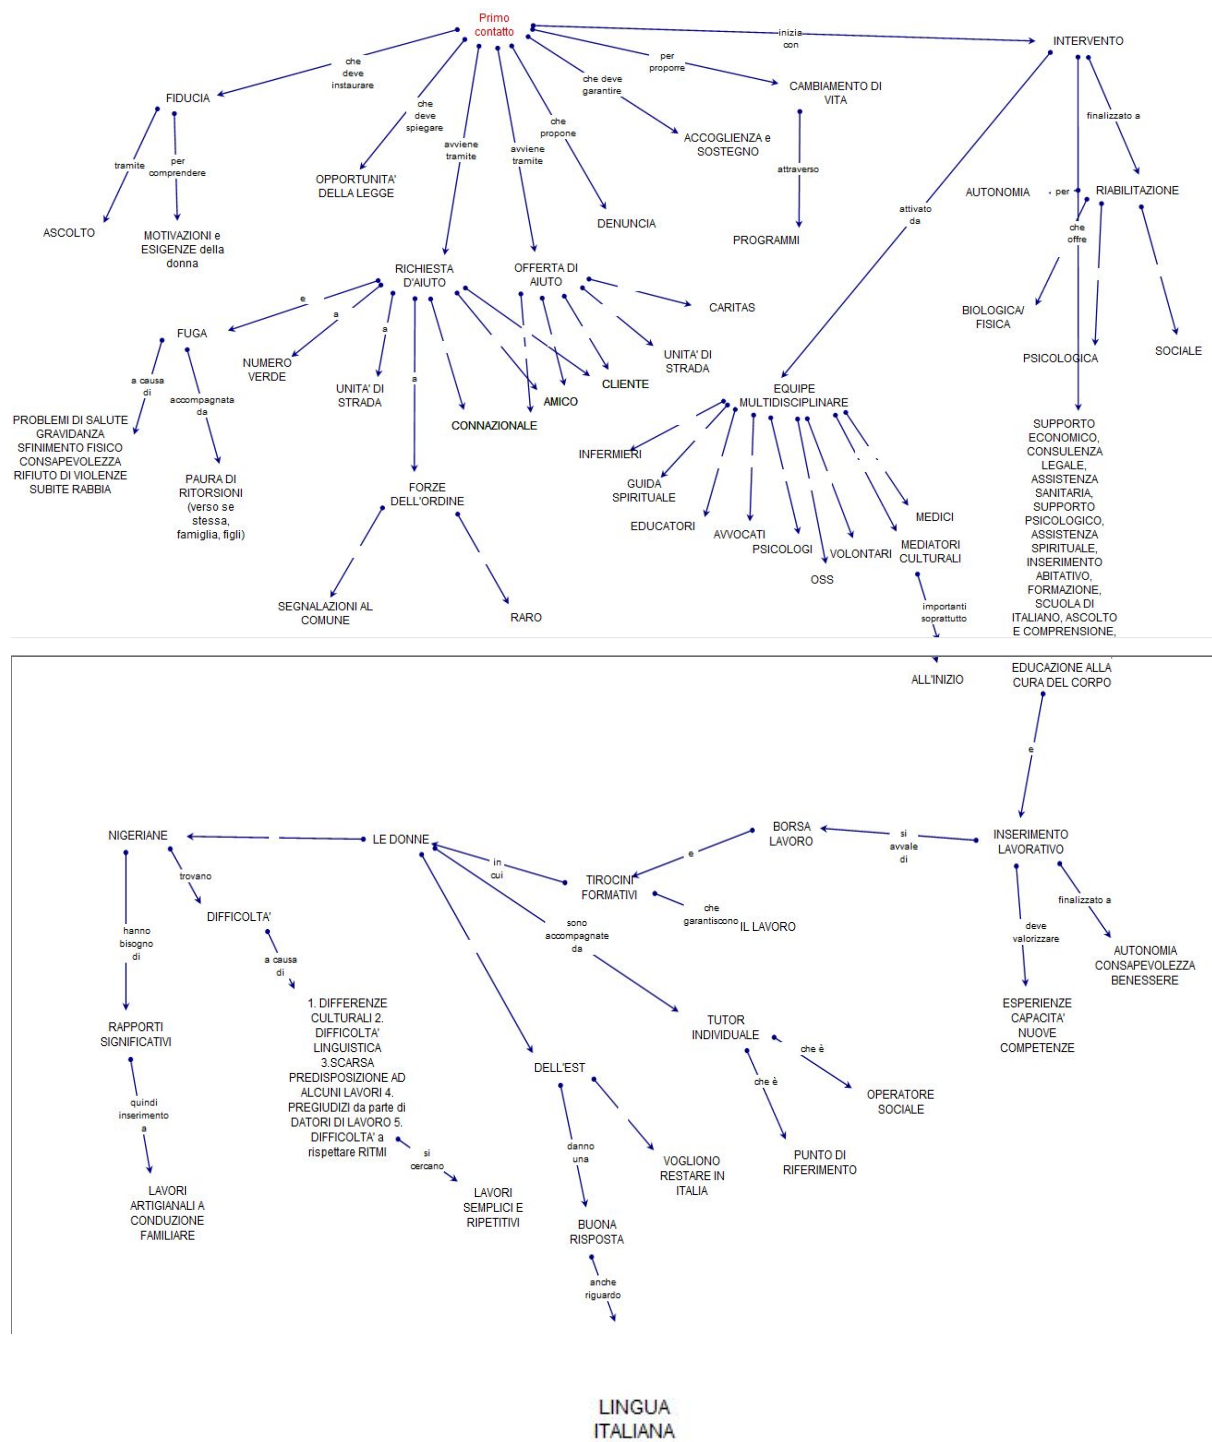 Primo
contatto
inizia
con
INTERVENTO
che
deve
instaurare
per
proporre
che deve
garantire
CAMBIAMENTO DI
VITA
FIDUCIA
che
deve
spiegare
che
propone
finalizzato a
avviene
tramite
avviene
tramite
ACCOGLIENZA e
SOSTEGNO
tramite
per
comprendere
OPPORTUNITA'
DELLA LEGGE
attraverso
AUTONOMIA
per
RIABILITAZIONE
attivato
da
ASCOLTO
MOTIVAZIONI e
ESIGENZE della
donna
DENUNCIA
PROGRAMMI
che
offre
RICHIESTA
D'AIUTO
OFFERTA DI
AIUTO
e
a
a
CARITAS
BIOLOGICA/
FISICA
FUGA
NUMERO
VERDE
UNITA' DI
STRADA
UNITA' DI
STRADA
PSICOLOGICA
SOCIALE
a causa
di
accompagnata
da
a
CLIENTE
AMICO
CONNAZIONALE
EQUIPE
MULTIDISCIPLINARE
PROBLEMI DI SALUTE
GRAVIDANZA
SFINIMENTO FISICO
CONSAPEVOLEZZA
RIFIUTO DI VIOLENZE
SUBITE RABBIA
PAURA DI
RITORSIONI
(verso se
stessa,
famiglia, figli)
FORZE
DELL'ORDINE
INFERMIERI
GUIDA
SPIRITUALE
EDUCATORI
AVVOCATI
PSICOLOGI
OSS
VOLONTARI
MEDIATORI
CULTURALI
MEDICI
SUPPORTO
ECONOMICO,
CONSULENZA
LEGALE,
ASSISTENZA
SANITARIA,
SUPPORTO
PSICOLOGICO,
ASSISTENZA
SPIRITUALE,
INSERIMENTO
ABITATIVO,
FORMAZIONE,
SCUOLA DI
ITALIANO, ASCOLTO
E COMPRENSIONE,
SEGNALAZIONI AL
COMUNE
RARO
importanti
soprattutto
ALL'INIZIO
EDUCAZIONE ALLA
CURA DEL CORPO
e
NIGERIANE
LE DONNE
BORSA
LAVORO
si
avvale
di
INSERIMENTO
LAVORATIVO
trovano
in
cui
e
TIROCINI
FORMATIVI
che
garantiscono
IL LAVORO
finalizzato a
DIFFICOLTA'
hanno
bisogno
di
sono
accompagnate
da
deve
valorizzare
a causa
di
AUTONOMIA
CONSAPEVOLEZZA
BENESSERE
RAPPORTI
SIGNIFICATIVI
1. DIFFERENZE
CULTURALI 2.
DIFFICOLTA'
LINGUISTICA
3.SCARSA
PREDISPOSIZIONE AD
ALCUNI LAVORI 4.
PREGIUDIZI da parte di
DATORI DI LAVORO 5.
DIFFICOLTA' a
rispettare RITMI
TUTOR
INDIVIDUALE
ESPERIENZE
CAPACITA'
NUOVE
COMPETENZE
che è
che è
DELL'EST
OPERATORE
SOCIALE
quindi
inserimento
a
danno
una
si
cercano
VOGLIONO
RESTARE IN
ITALIA
PUNTO DI
RIFERIMENTO
LAVORI
ARTIGIANALI A
CONDUZIONE
FAMILIARE
LAVORI
SEMPLICI E
RIPETITIVI
BUONA
RISPOSTA
anche
riguardo
LINGUA
ITALIANA